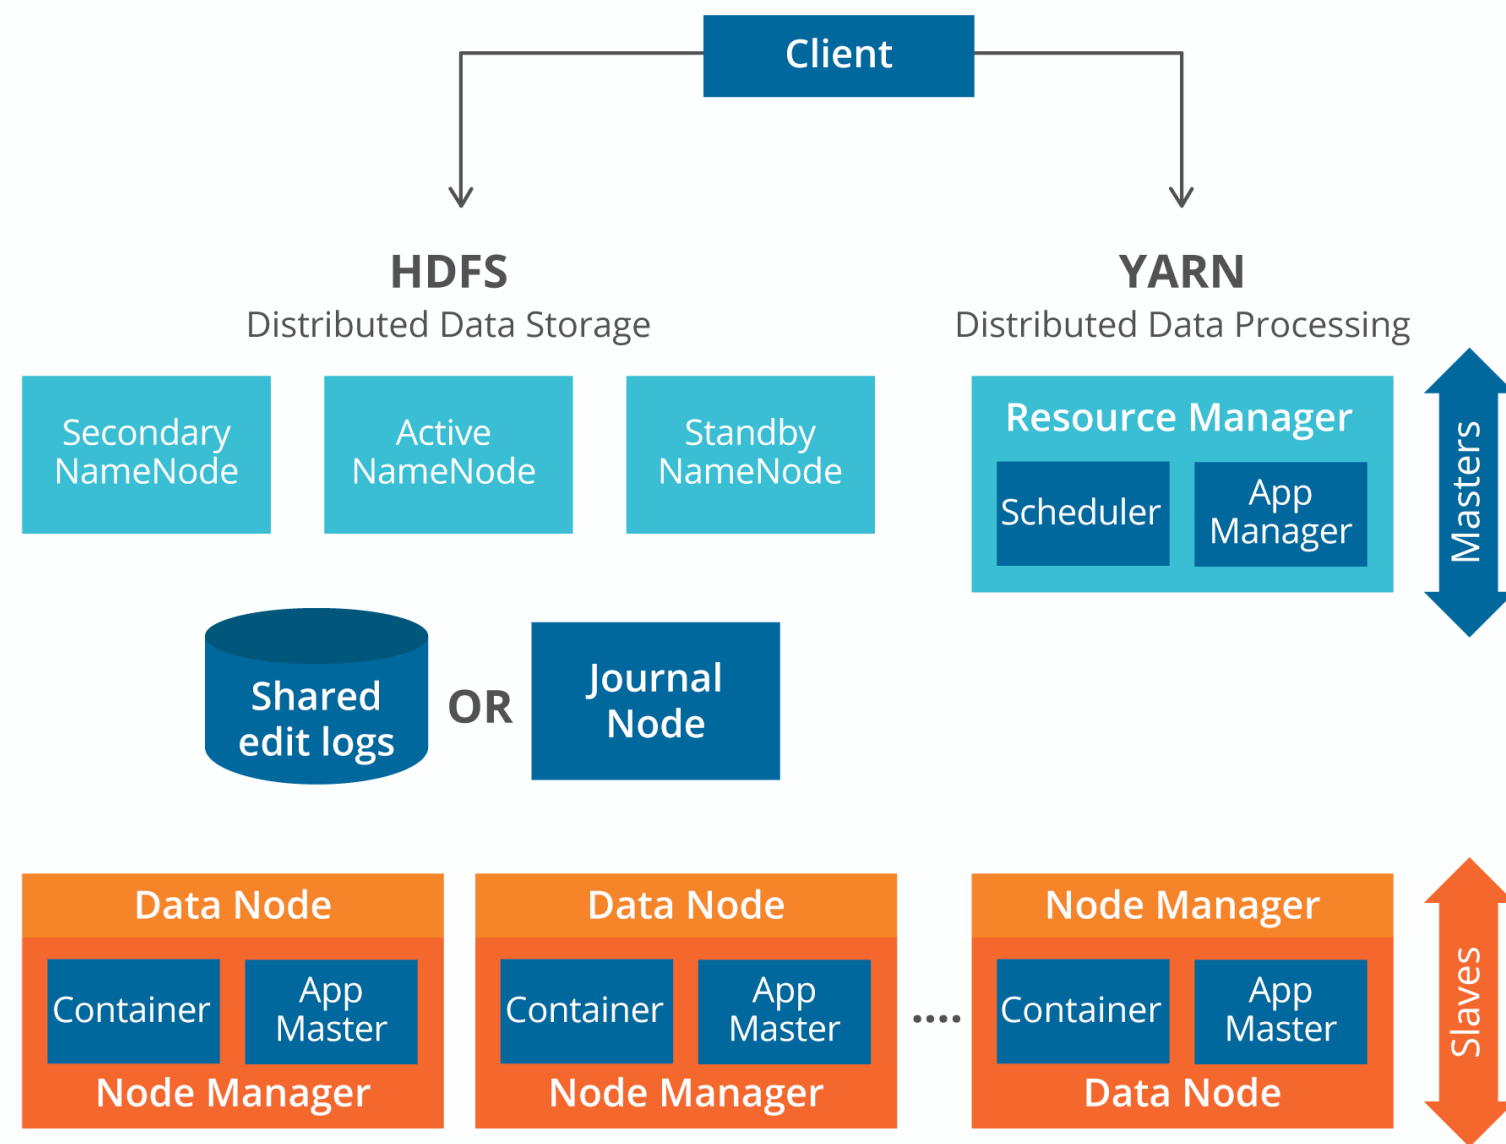 Client
HDFS
Distributed Data Storage
YARN
Distributed Data Processing
Secondary
NameNode
Active
NameNode
Standby
NameNode
Resource Manager
Scheduler
App
Manager
Masters
Shared
edit logs
OR
Journal
Node
Data Node
Container
App
Master
Node Manager
Data Node
Container
App
Master
Node Manager
....
Node Manager
Container
App
Master
Data Node
Slaves